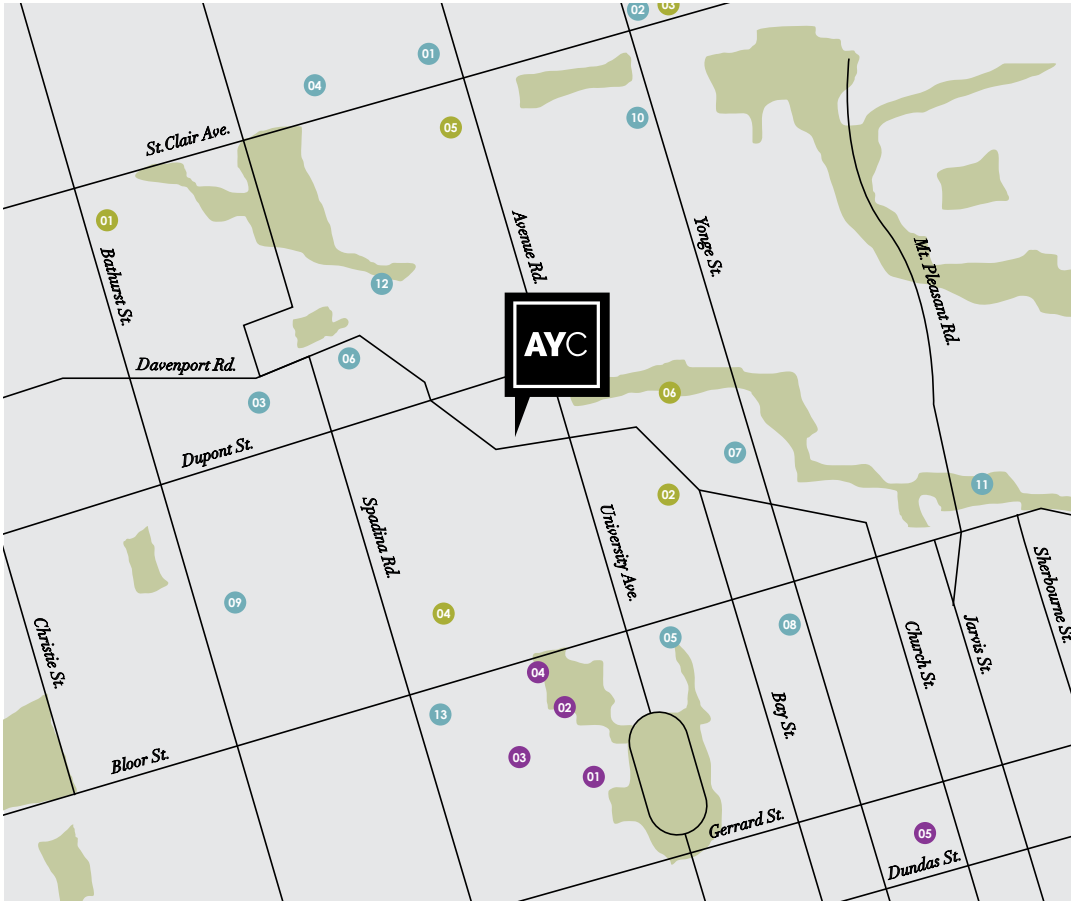 02
03
01
04
10
05
St.Clair Ave.
01
Avenue Rd.
Yonge St.
Mt. Pleasant Rd.
Bathurst St.
12
AYC
Davenport Rd.
06
03
06
Dupont St.
07
11
02
Spadina Rd.
University Ave.
Sherbourne St.
09
04
Christie St.
08
05
Church St.
Jarvis St.
04
02
13
Bay St.
Bloor St.
03
01
Gerrard St.
05
Dundas St.